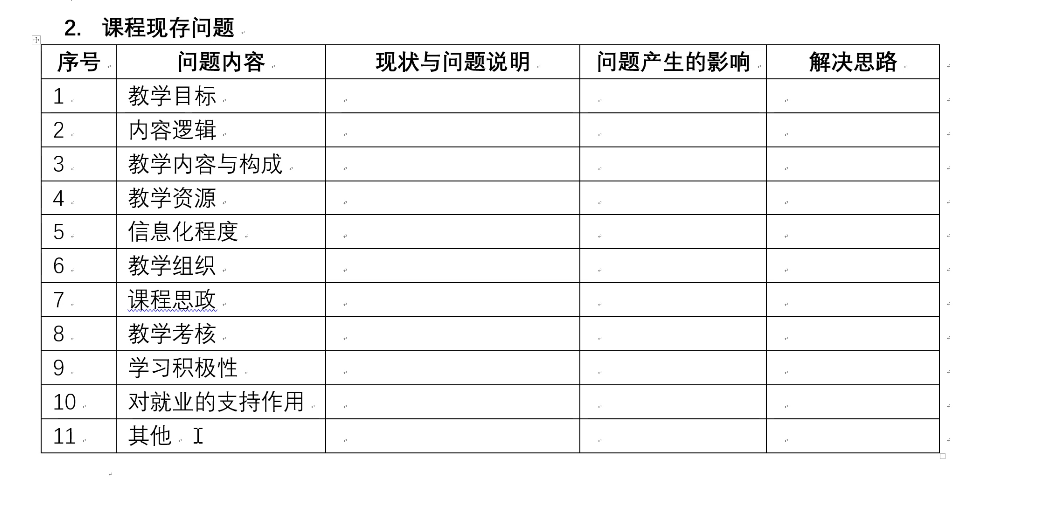 2. 课程现存问题
序号 问题内容 现状与问题说明 问题产生的影响 解决思路
1 教学目标
2 内容逻辑
3 教学内容与构成
4 教学资源
5 信息化程度
6 教学组织
7 课程思政
8 教学考核
9 学习积极性
10 对就业的支持作用
11 其他